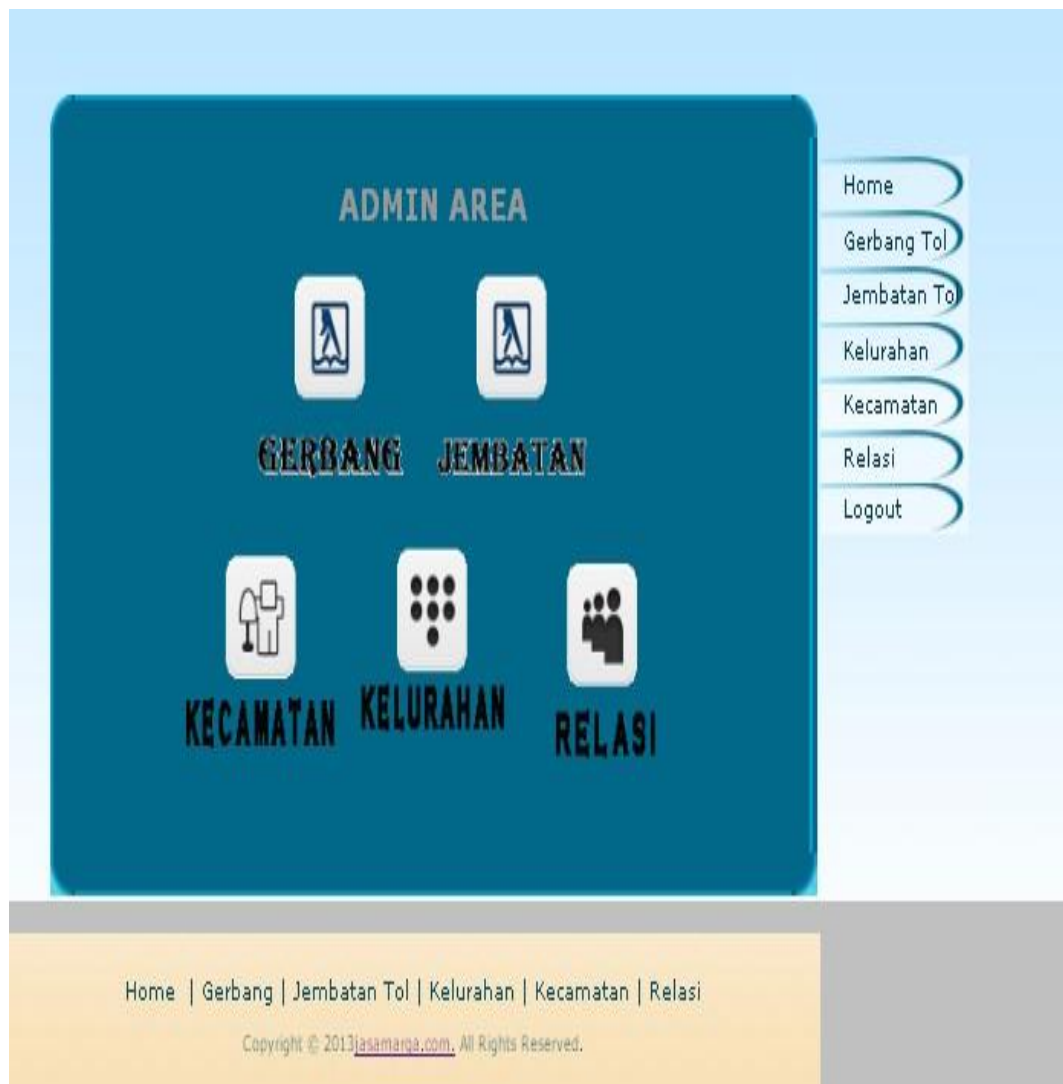 ADMIN AREA
GERBANG JEMBATAN
KECAMATAN KELURAHAN RELASI
Home
Gerbang Tol
Jembatan Tol
Kelurahan
Kecamatan
Relasi
Logout
Home | Gerbang | Jembatan Tol | Kelurahan | Kecamatan | Relasi
Copyright © 2013jasamarga.com. All Rights Reserved.